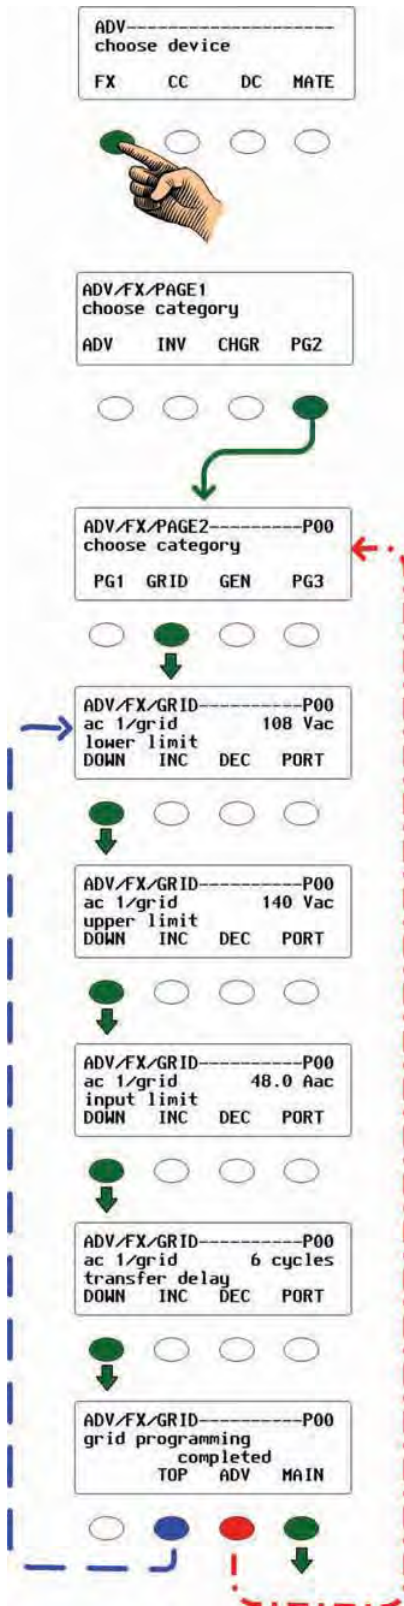 ADV--------------------
choose device
FX CC DC MATE
ADV/FX/PAGE1
choose category
ADV INV CHGR PG2
ADV/FX/PAGE2---------P00
choose category
PG1 GRID GEN PG3
ADV/FX/GRID----------P00
ac 1/grid 108 Vac
lower limit
DOWN INC DEC PORT
ADV/FX/GRID----------P00
ac 1/grid 140 Vac
upper limit
DOWN INC DEC PORT
ADV/FX/GRID----------P00
ac 1/grid 48.0 Aac
input limit
DOWN INC DEC PORT
ADV/FX/GRID----------P00
ac 1/grid 6 cycles
transfer delay
DOWN INC DEC PORT
ADV/FX/GRID----------P00
grid programming
completed
TOP ADV MAIN